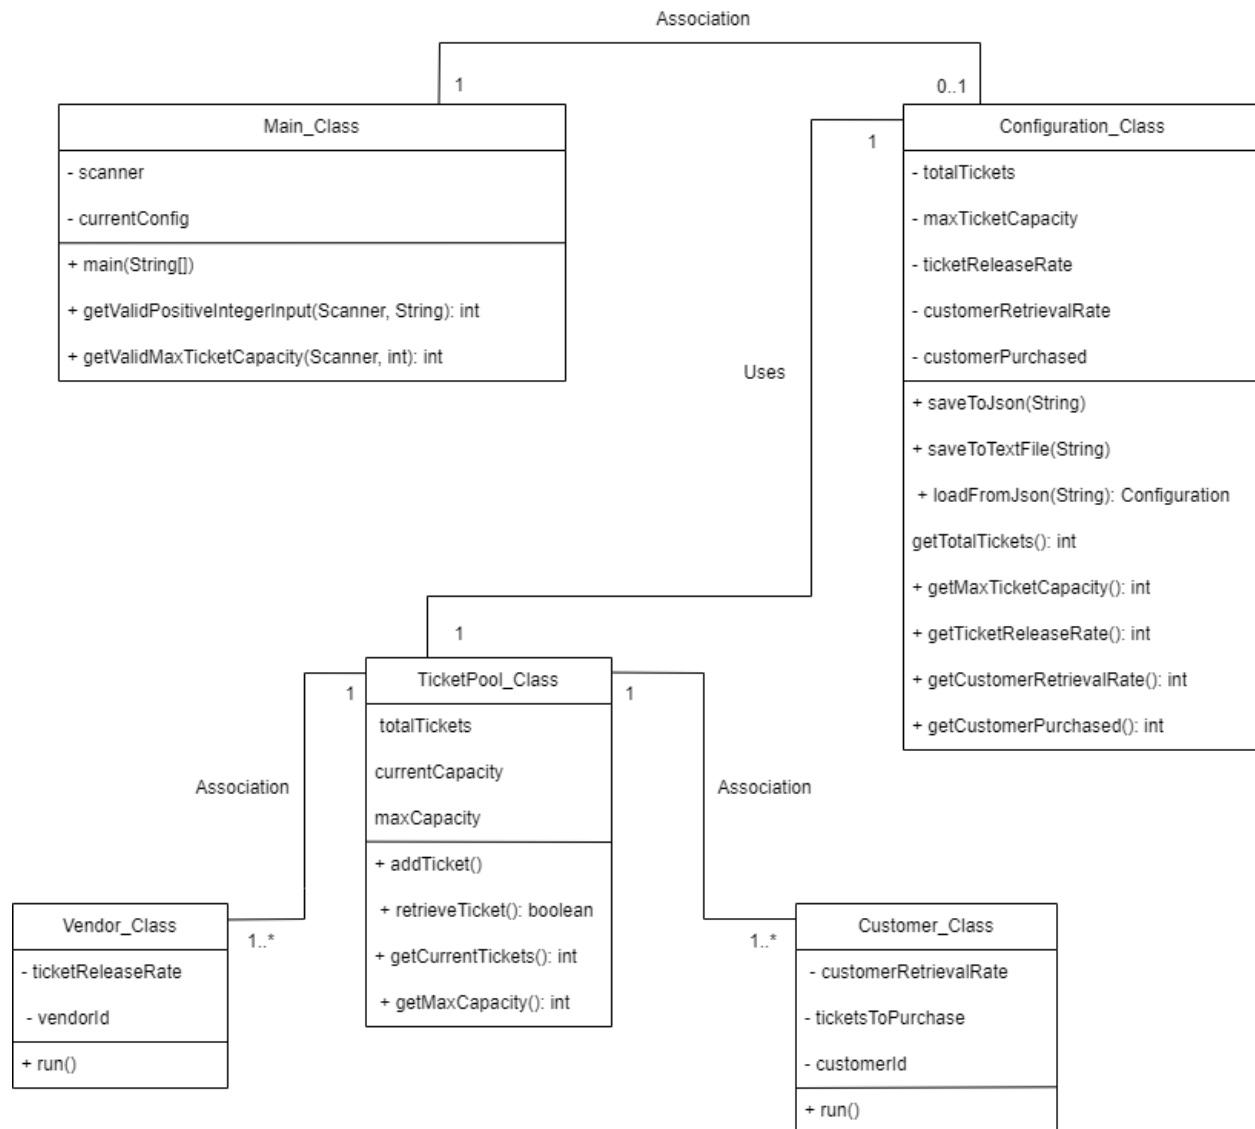 Association
1
0..1
Main_Class
- scanner
- currentConfig
+ main(String[])
+ getValidPositiveIntegerInput(Scanner, String): int
+ getValidMaxTicketCapacity(Scanner, int): int
Configuration_Class
1
- totalTickets
- maxTicketCapacity
- ticketReleaseRate
- customerRetrievalRate
- customerPurchased
+ saveToJson(String)
+ saveToTextFile(String)
+ loadFromJson(String): Configuration
getTotalTickets(): int
+ getMaxTicketCapacity(): int
+ getTicketReleaseRate(): int
+ getCustomerRetrievalRate(): int
+ getCustomerPurchased(): int
Uses
1
TicketPool_Class
1
1
totalTickets
currentCapacity
maxCapacity
+ addTicket()
+ retrieveTicket(): boolean
+ getCurrentTickets(): int
+ getMaxCapacity(): int
Association
Association
Vendor_Class
1..*
- ticketReleaseRate
- vendorId
+ run()
1..*
Customer_Class
- customerRetrievalRate
- ticketsToPurchase
- customerId
+ run()